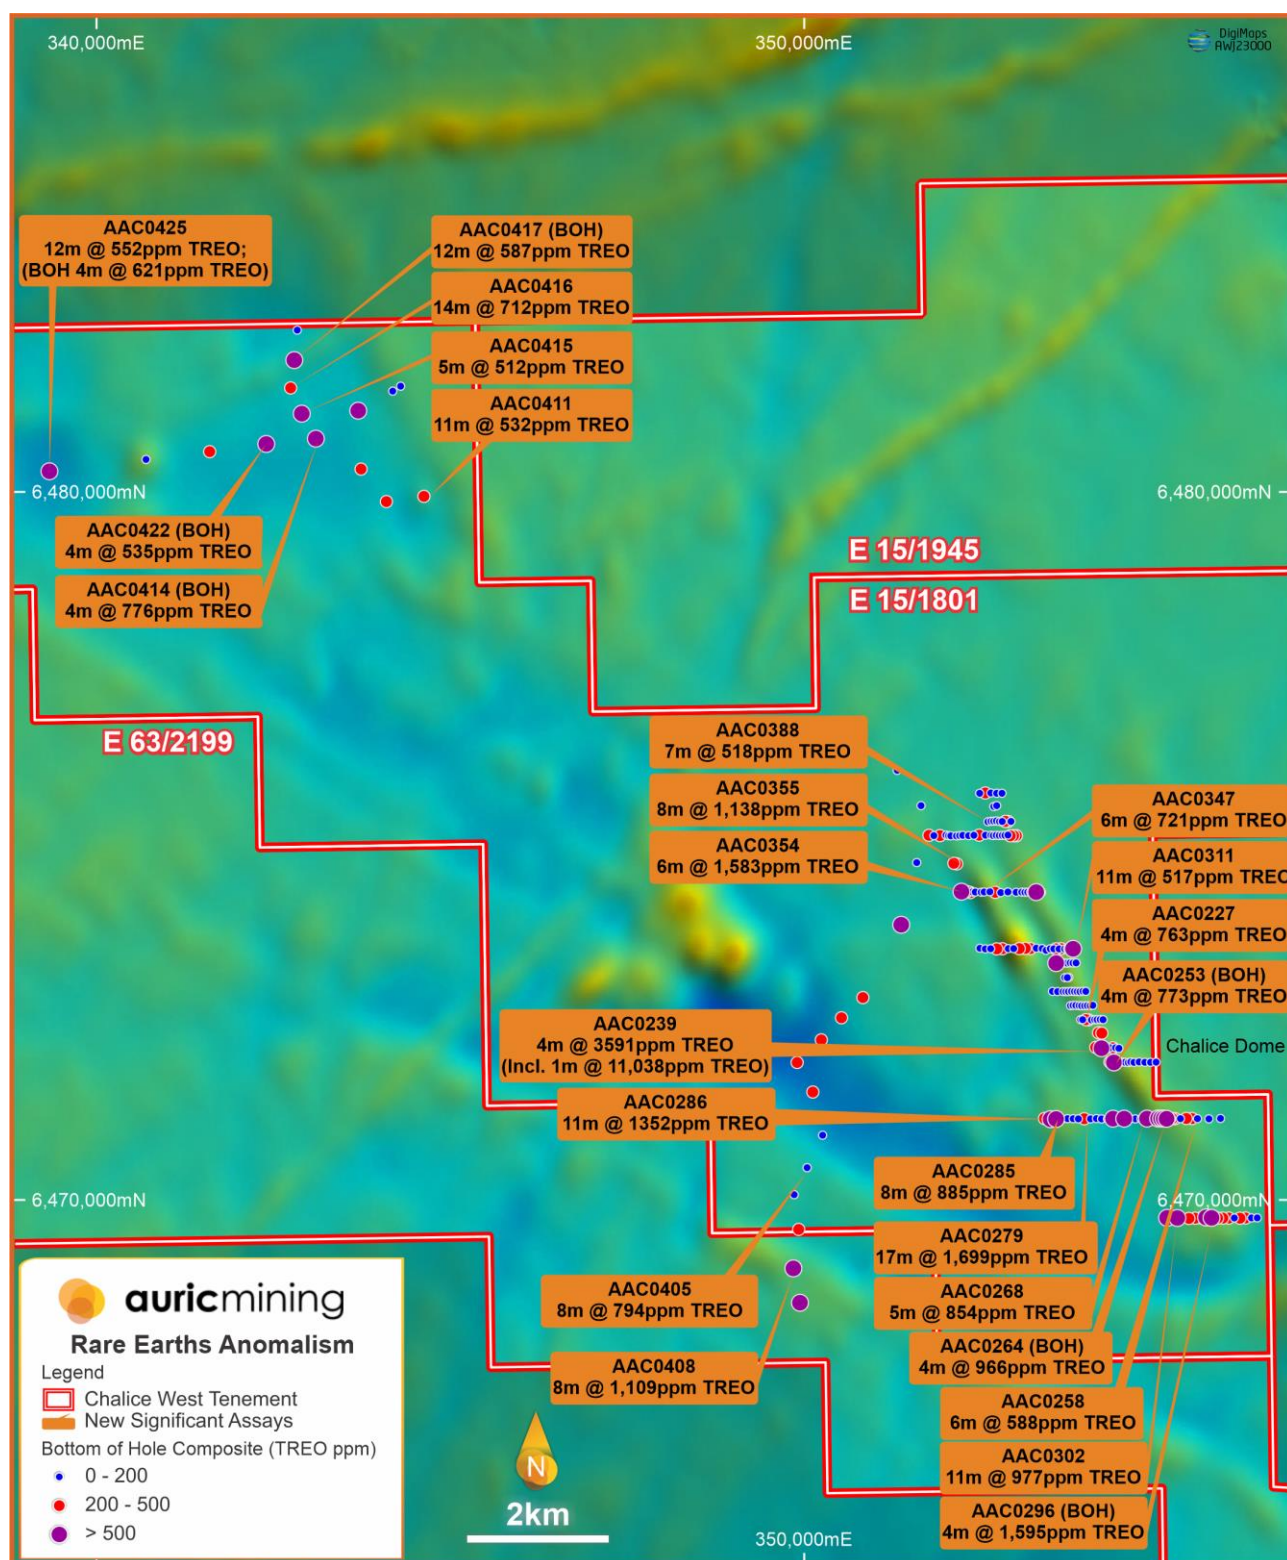 340,000mE
350,000mE
DigiMaps
AWJ23000
AAC0425
12m @ 552ppm TREO;
(BOH 4m @ 621ppm TREO)
AAC0417 (BOH)
12m @ 587ppm TREO
AAC0416
14m @ 712ppm TREO
AAC0415
5m @ 512ppm TREO
AAC0411
11m @ 532ppm TREO
6,480,000mN
6,480,000mN
AAC0422 (BOH)
4m @ 535ppm TREO
AAC0414 (BOH)
4m @ 776ppm TREO
E 15/1945
E 15/1801
E 63/2199
AAC0388
7m @ 518ppm TREO
AAC0355
8m @ 1,138ppm TREO
AAC0354
6m @ 1,583ppm TREO
AAC0347
6m @ 721ppm TREO
AAC0311
11m @ 517ppm TREO
AAC0227
4m @ 763ppm TREO
AAC0253 (BOH)
4m @ 773ppm TREO
AAC0239
4m @ 3591ppm TREO
(Incl. 1m @ 11,038ppm TREO)
Chalice Dome
AAC0286
11m @ 1352ppm TREO
AAC0285
8m @ 885ppm TREO
6,470,000mN
6,470,000mN
AAC0279
17m @ 1,699ppm TREO
AAC0405
8m @ 794ppm TREO
AAC0268
5m @ 854ppm TREO
AAC0264 (BOH)
4m @ 966ppm TREO
AAC0408
8m @ 1,109ppm TREO
AAC0258
6m @ 588ppm TREO
AAC0302
11m @ 977ppm TREO
AAC0296 (BOH)
4m @ 1,595ppm TREO
auricmining
Rare Earths Anomalism
Legend
Chalice West Tenement
New Significant Assays
Bottom of Hole Composite (TREO ppm)
0 - 200
200 - 500
> 500
N
2km
350,000mE